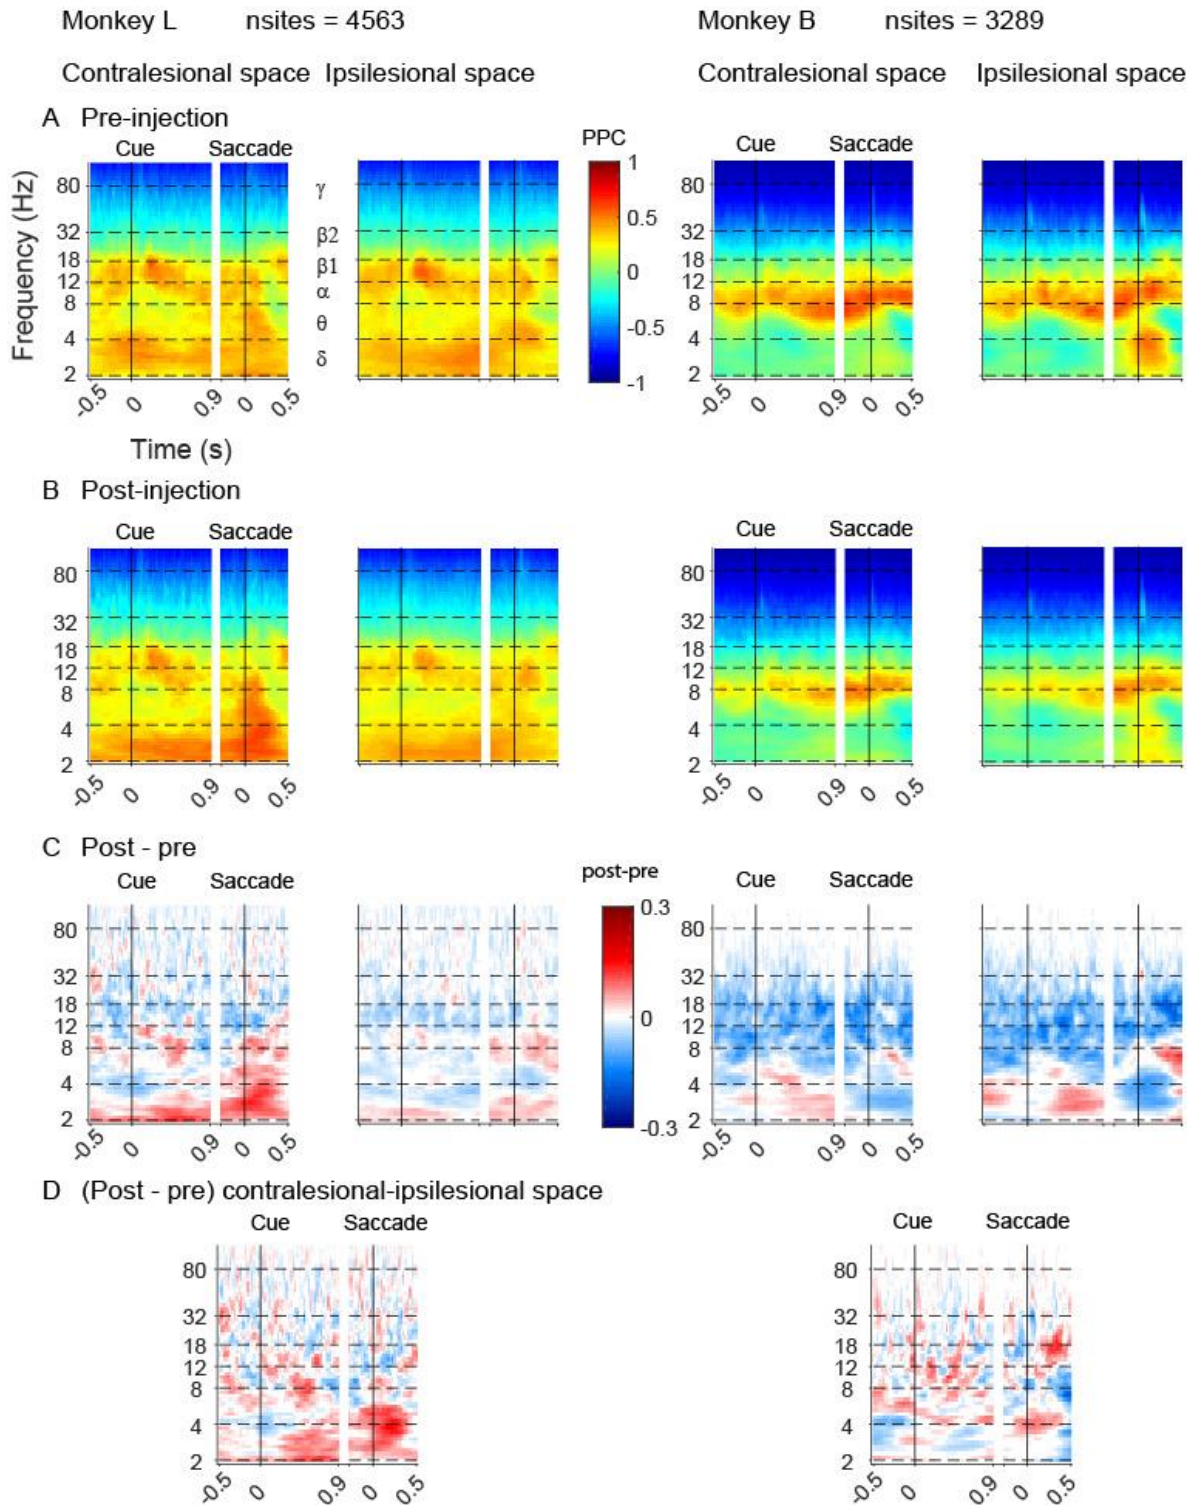 Monkey L nsites = 4563 Monkey B nsites = 3289
Contralesional space Ipsilesional space Contralesional space Ipsilesional space
A Pre-injection
Cue Saccade PPC Cue Saccade
Frequency (Hz)
80 γ 1 80
32 β2 0.5 32
18 β1 0 18
12 α 12
8 8
4 θ -0.5 4
2 δ -1 2
-0.5 0 0.9 0 0.5 -0.5 0 0.9 0 0.5
Time (s)
B Post-injection
Cue Saccade Cue Saccade
80 80
32 32
18 18
12 12
8 8
4 4
2 2
-0.5 0 0.9 0 0.5 -0.5 0 0.9 0 0.5
C Post - pre
Cue Saccade post-pre Cue Saccade
80 0.3 80
32 32
18 18
12 0 12
8 8
4 4
2 -0.3 2
-0.5 0 0.9 0 0.5 -0.5 0 0.9 0 0.5
D (Post - pre) contralesional-ipsilesional space
Cue Saccade Cue Saccade
80 80
32 32
18 18
12 12
8 8
4 4
2 2
-0.5 0 0.9 0 0.5 -0.5 0 0.9 0 0.5